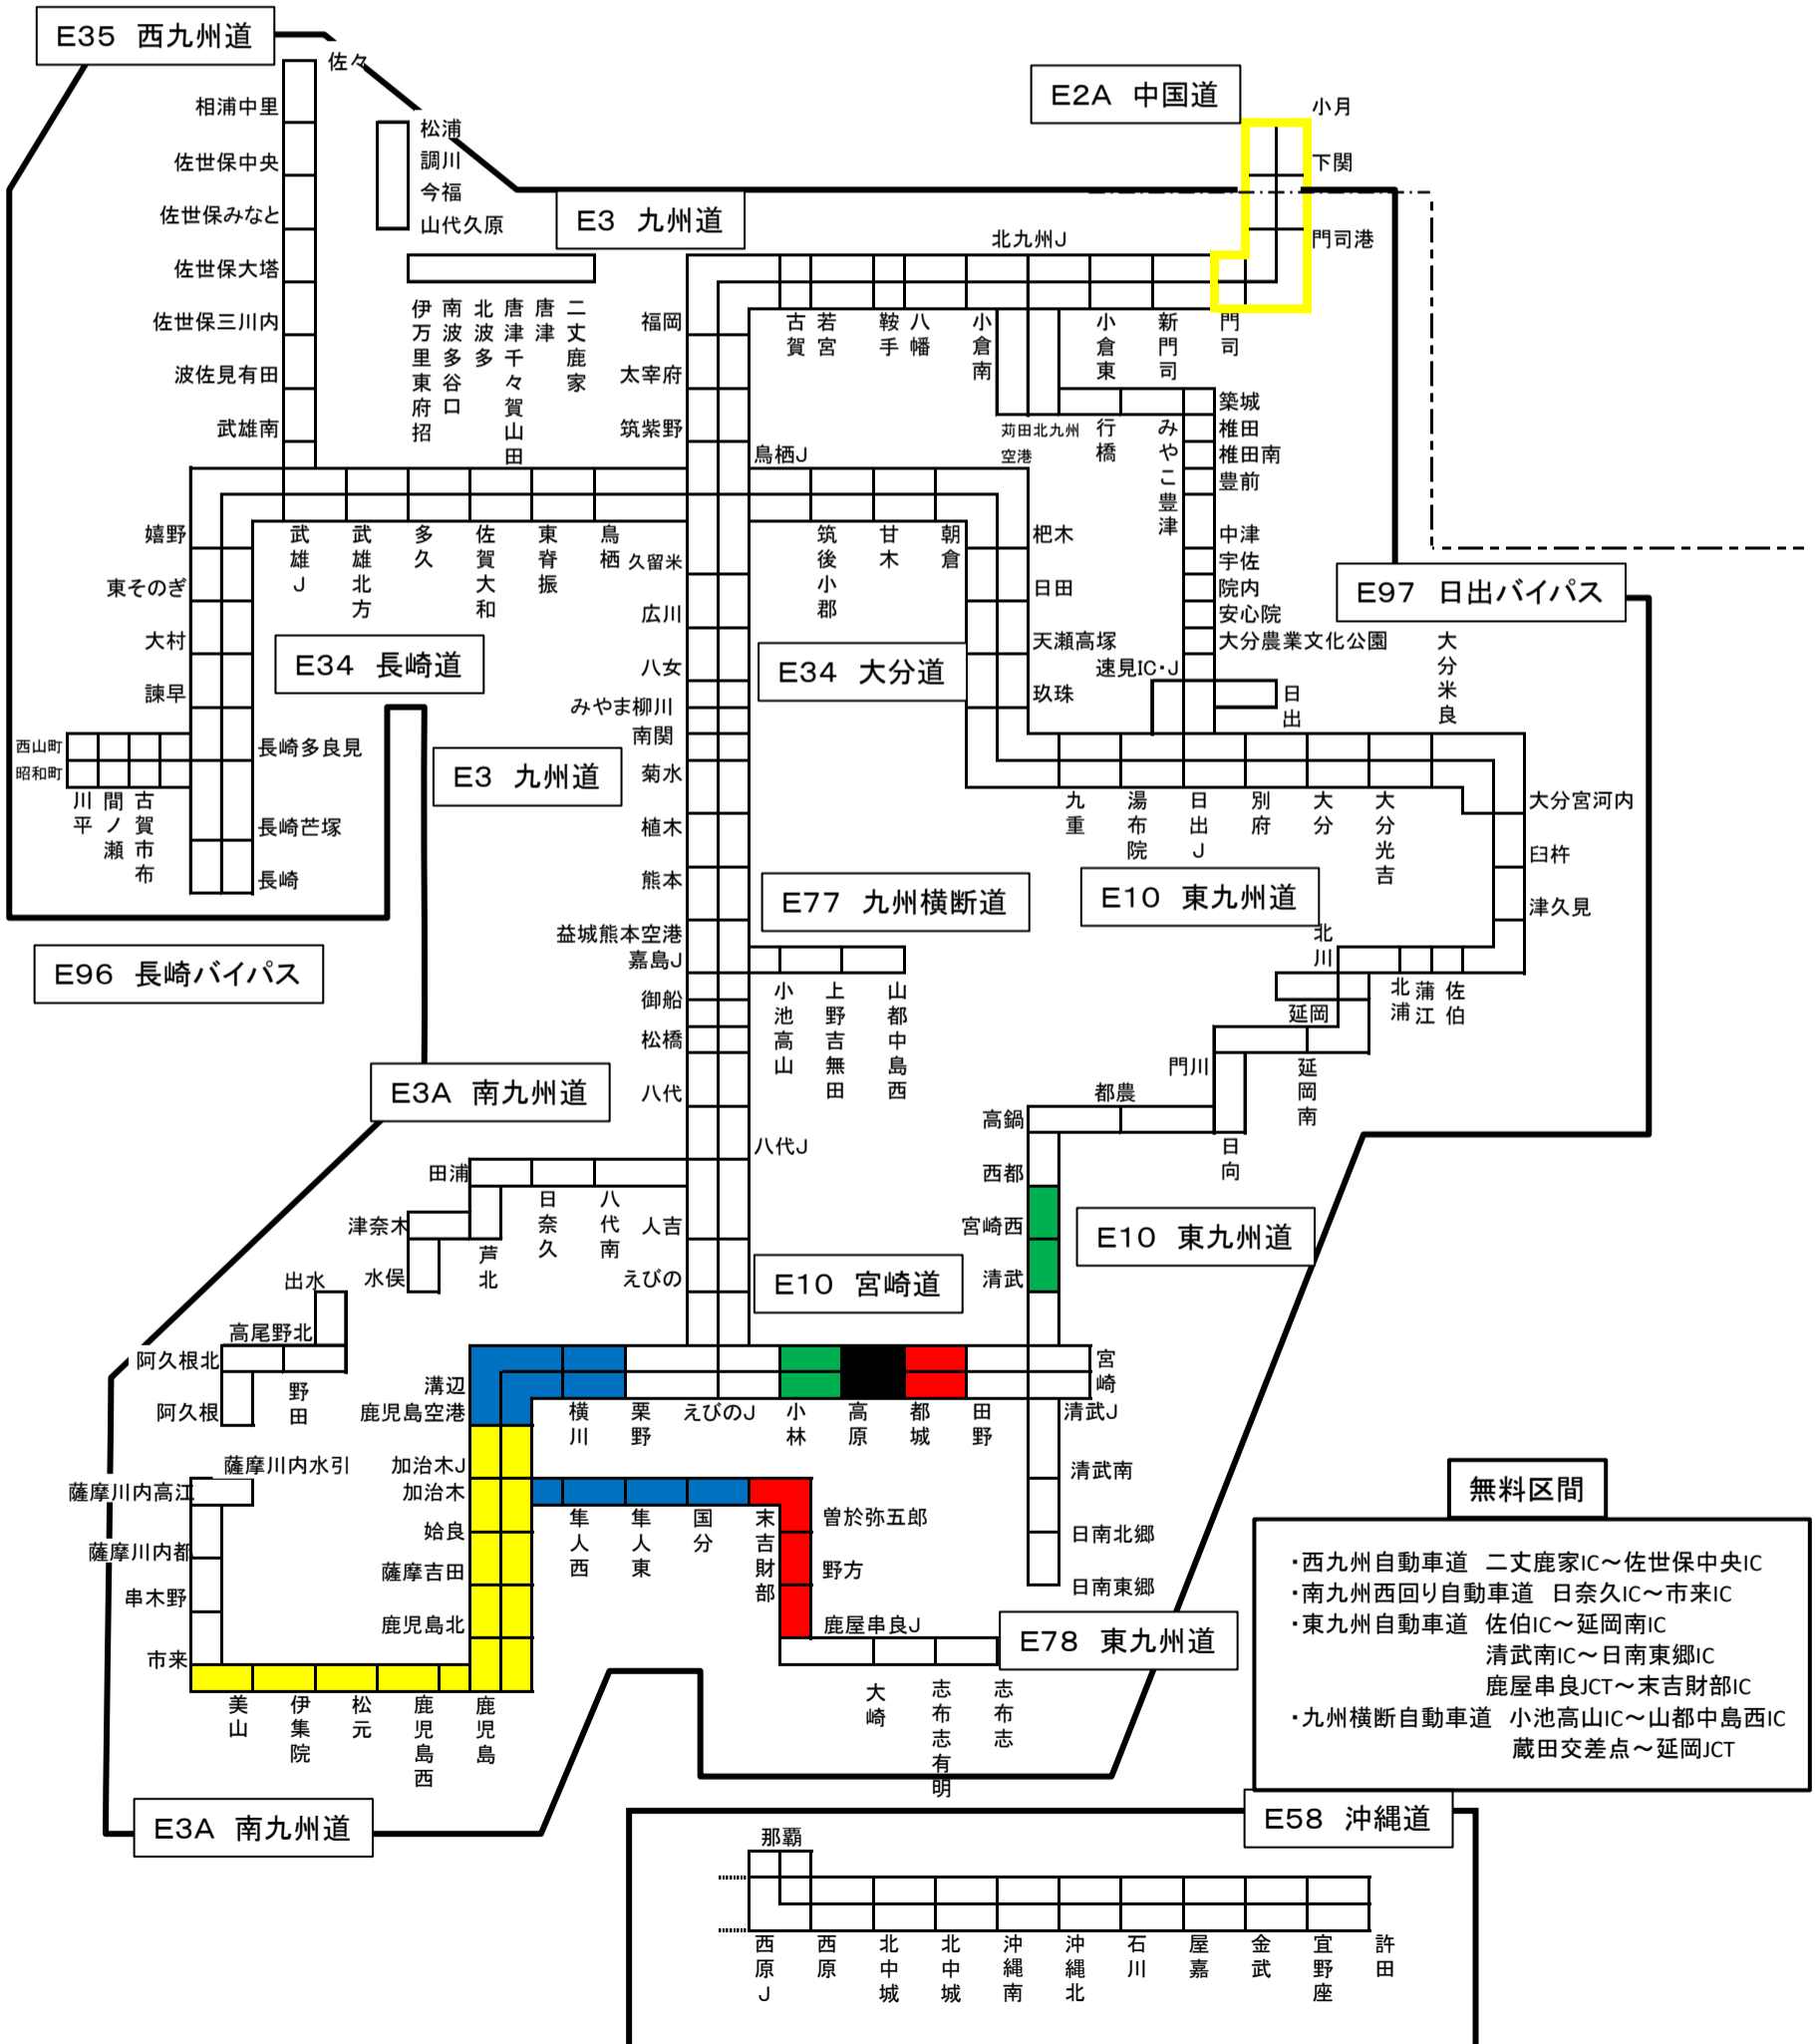 E35 西九州道
佐々
相浦中里
佐世保中央
佐世保みなと
佐世保大塔
佐世保三川内
波佐見有田
武雄南
松浦
調川
今福
山代久原
E3 九州道
E2A 中国道
小月
下関
門司港
北九州J
伊万里東府招
南波多谷口
北波多
唐津千々賀山田
唐津
二丈鹿家
福岡
太宰府
筑紫野
古賀
若宮
鞍手
八幡
小倉南
小倉東
新門司
門司
苅田北九州
空港
行橋
みやこ豊津
築城
椎田
椎田南
豊前
中津
宇佐
院内
安心院
大分農業文化公園
速見IC・J
日出
鳥栖J
嬉野
東そのぎ
大村
諫早
武雄J
武雄北方
多久
佐賀大和
東脊振
鳥栖
久留米
広川
八女
みやま柳川
南関
菊水
植木
熊本
益城熊本空港
嘉島J
御船
松橋
八代
筑後小郡
甘木
朝倉
杷木
日田
天瀬高塚
玖珠
E97 日出バイパス
大分米良
E34 長崎道
E34 大分道
西山町
昭和町
川平
間ノ瀬
古賀市布
長崎多良見
長崎芒塚
長崎
E3 九州道
九重
湯布院
日出J
別府
大分
大分光吉
大分宮河内
臼杵
津久見
E77 九州横断道
E10 東九州道
E96 長崎バイパス
小池高山
上野吉無田
山都中島西
北川
延岡
北浦
蒲江
佐伯
延岡南
門川
日向
都農
高鍋
西都
宮崎西
清武
E3A 南九州道
八代J
田浦
日奈久
八代南
津奈木
芦北
水俣
人吉
えびの
E10 東九州道
E10 宮崎道
出水
高尾野北
阿久根北
野田
阿久根
溝辺
鹿児島空港
横川
栗野
えびのJ
小林
高原
都城
田野
宮崎
清武J
清武南
日南北郷
日南東郷
薩摩川内水引
薩摩川内高江
薩摩川内都
串木野
市来
加治木J
加治木
姶良
薩摩吉田
鹿児島北
隼人西
隼人東
国分
末吉財部
曽於弥五郎
野方
鹿屋串良J
美山
伊集院
松元
鹿児島西
鹿児島
大崎
志布志有明
志布志
E78 東九州道
E3A 南九州道
無料区間
・西九州自動車道 二丈鹿家IC～佐世保中央IC
・南九州西回り自動車道 日奈久IC～市来IC
・東九州自動車道 佐伯IC～延岡南IC
清武南IC～日南東郷IC
鹿屋串良JCT～末吉財部IC
・九州横断自動車道 小池高山IC～山都中島西IC
蔵田交差点～延岡JCT
E58 沖縄道
那覇
西原J
西原
北中城
北中城
沖縄南
沖縄北
石川
屋嘉
金武
宜野座
許田